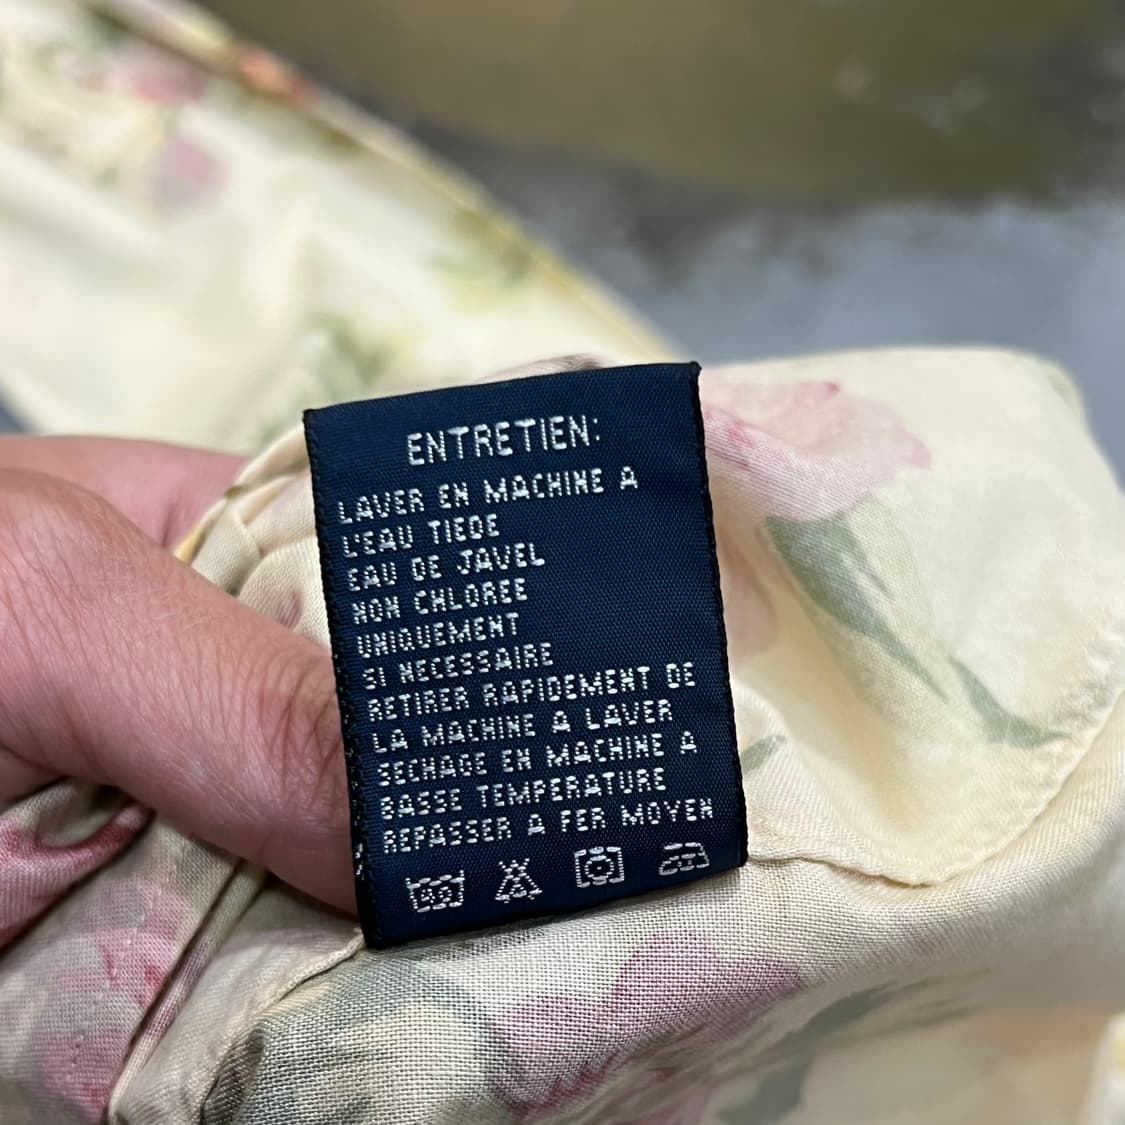 ENTRETIEN:
LAVER EN MACHINE A
L'EAU TIEDE
EAU DE JAVEL
NON CHLOREE
UNIQUEMENT
SI NECESSAIRE
RETIRER RAPIDEMENT DE
LA MACHINE A LAVER
SECHAGE EN MACHINE A
BASSE TEMPERATURE
REPASSER A FER MOYEN